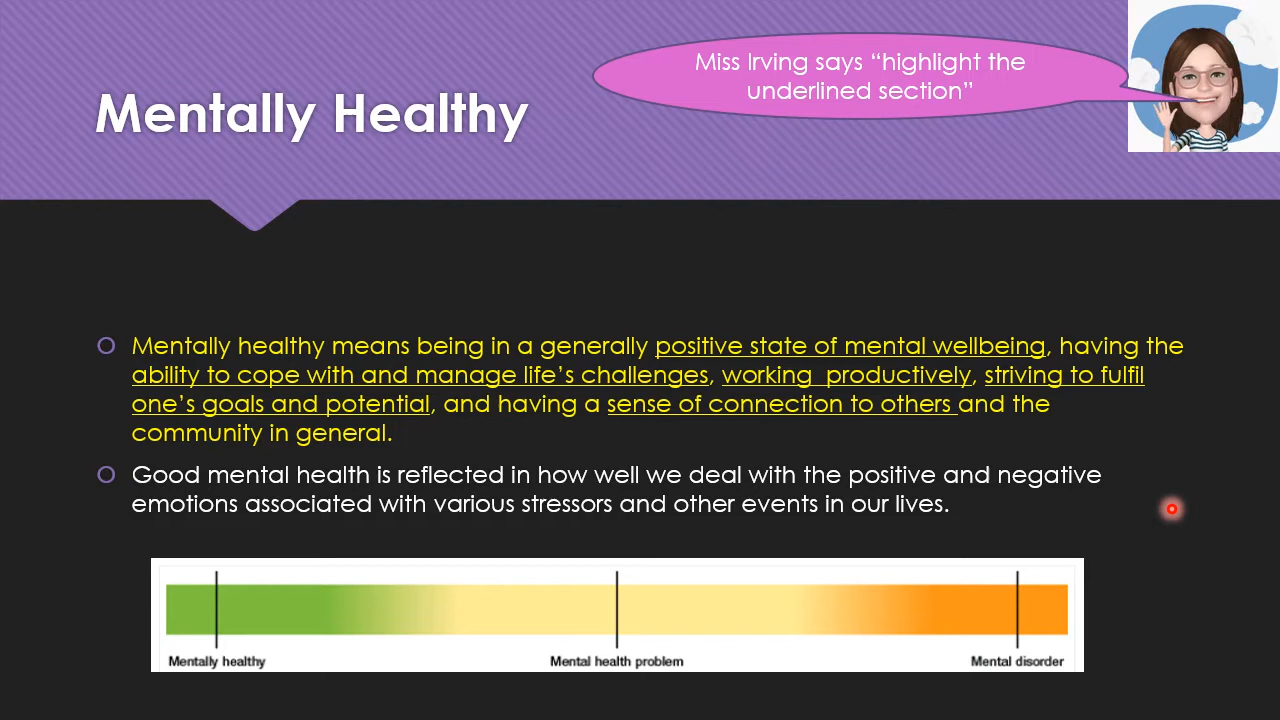 Miss Irving says “highlight the
underlined section”
Mentally Healthy
Mentally healthy means being in a generally positive state of mental wellbeing, having the
ability to cope with and manage life’s challenges, working  productively, striving to fulfil
one’s goals and potential, and having a sense of connection to others and the
community in general.
Good mental health is reflected in how well we deal with the positive and negative
emotions associated with various stressors and other events in our lives.
Mentally healthy
Mental health problem
Mental disorder